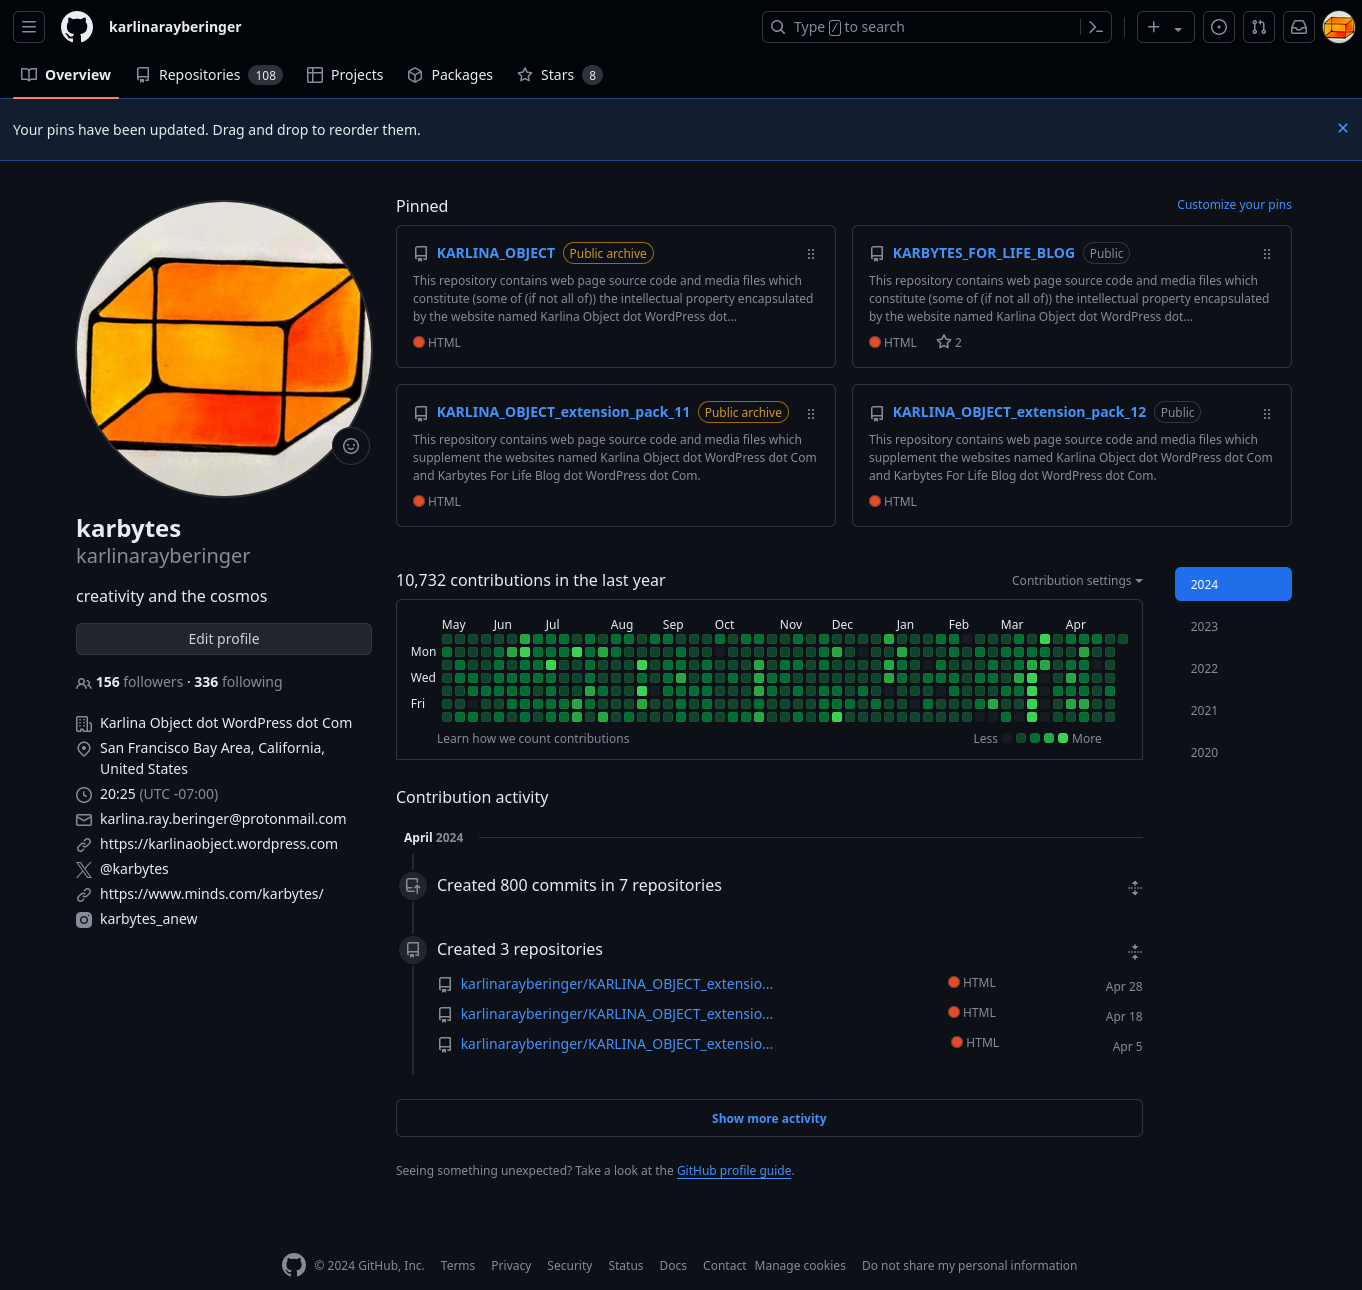 karlinarayberinger
Type / to search
Overview
Repositories 108
Projects
Packages
Stars 8
Your pins have been updated. Drag and drop to reorder them.
karbytes
karlinarayberinger
creativity and the cosmos
Edit profile
156 followers · 336 following
Karlina Object dot WordPress dot Com
San Francisco Bay Area, California,
United States
20:25 (UTC -07:00)
karlina.ray.beringer@protonmail.com
https://karlinaobject.wordpress.com
@karbytes
https://www.minds.com/karbytes/
karbytes_anew
Pinned
Customize your pins
KARLINA_OBJECT Public archive
This repository contains web page source code and media files which
constitute (some of (if not all of)) the intellectual property encapsulated
by the website named Karlina Object dot WordPress dot…
HTML
KARBYTES_FOR_LIFE_BLOG Public
This repository contains web page source code and media files which
constitute (some of (if not all of)) the intellectual property encapsulated
by the website named Karlina Object dot WordPress dot…
HTML 2
KARLINA_OBJECT_extension_pack_11 Public archive
This repository contains web page source code and media files which
supplement the websites named Karlina Object dot WordPress dot Com
and Karbytes For Life Blog dot WordPress dot Com.
HTML
KARLINA_OBJECT_extension_pack_12 Public
This repository contains web page source code and media files which
supplement the websites named Karlina Object dot WordPress dot Com
and Karbytes For Life Blog dot WordPress dot Com.
HTML
10,732 contributions in the last year
Contribution settings
May Jun Jul Aug Sep Oct Nov Dec Jan Feb Mar Apr
Mon
Wed
Fri
Learn how we count contributions
Less More
2024
2023
2022
2021
2020
Contribution activity
April 2024
Created 800 commits in 7 repositories
Created 3 repositories
karlinarayberinger/KARLINA_OBJECT_extensio… HTML Apr 28
karlinarayberinger/KARLINA_OBJECT_extensio… HTML Apr 18
karlinarayberinger/KARLINA_OBJECT_extensio… HTML Apr 5
Show more activity
Seeing something unexpected? Take a look at the GitHub profile guide.
© 2024 GitHub, Inc. Terms Privacy Security Status Docs Contact Manage cookies Do not share my personal information